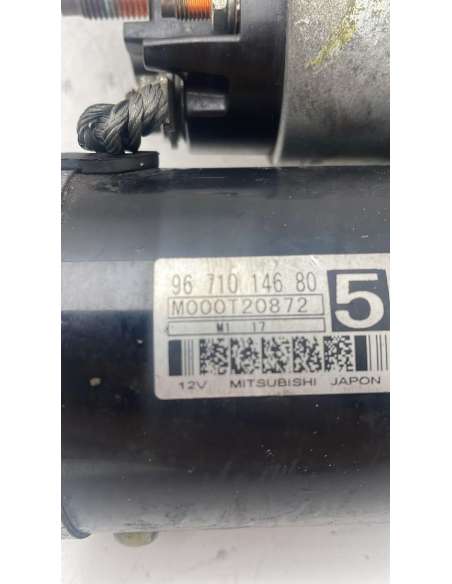 96 710 146 80
M000T20872
5
M1 17
12V MITSUBISHI JAPON